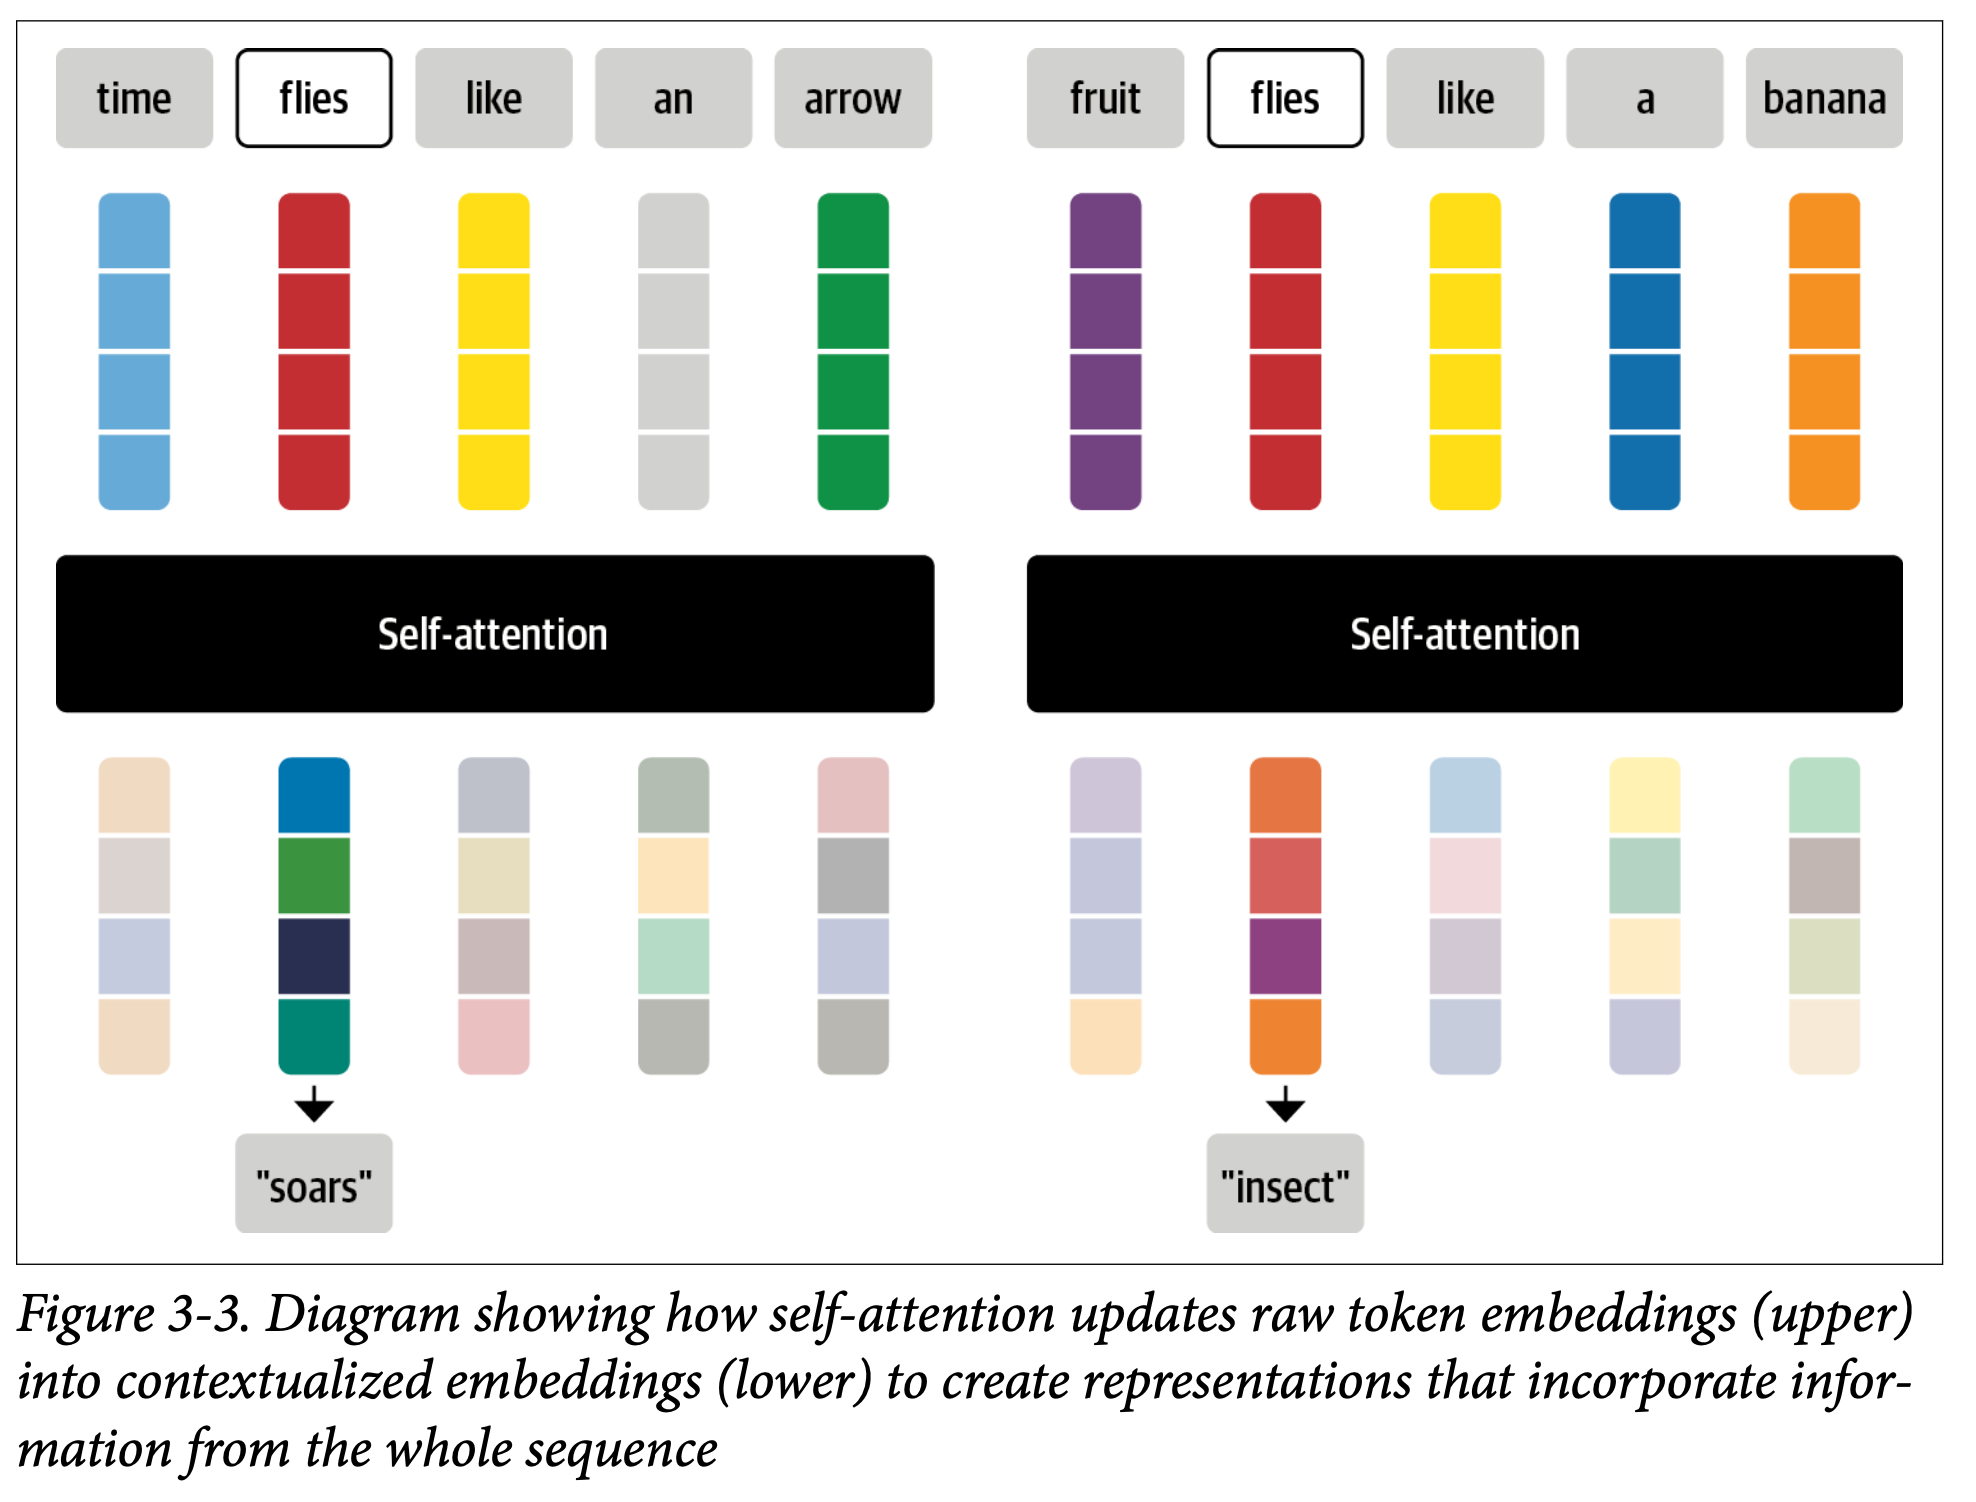 time flies like an arrow
fruit flies like a banana
Self-attention
Self-attention
"soars"
"insect"
Figure 3-3. Diagram showing how self-attention updates raw token embeddings (upper)
into contextualized embeddings (lower) to create representations that incorporate infor-
mation from the whole sequence